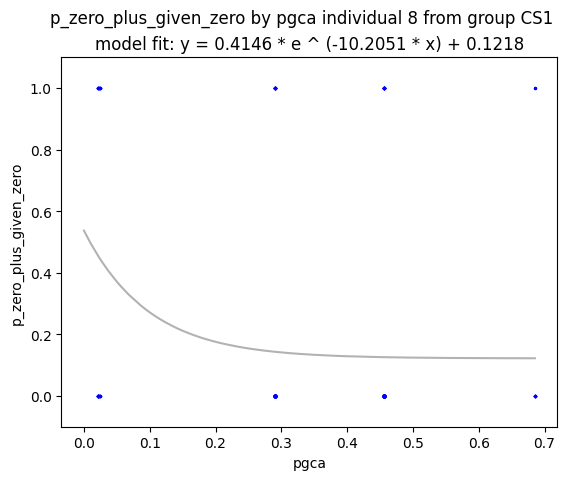 p_zero_plus_given_zero by pgca individual 8 from group CS1
model fit: y = 0.4146 * e ^ (-10.2051 * x) + 0.1218
1.0
0.8
0.6
0.4
0.2
0.0
p_zero_plus_given_zero
0.0 0.1 0.2 0.3 0.4 0.5 0.6 0.7
pgca